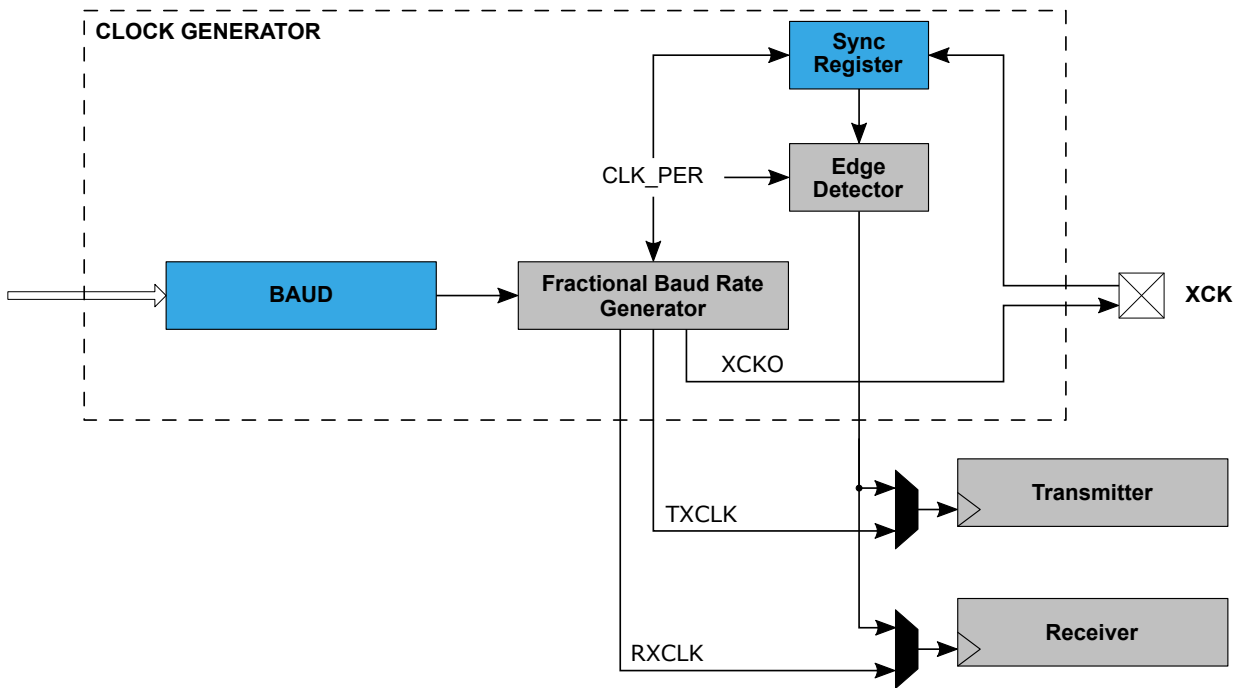 CLOCK GENERATOR
Sync
Register
CLK_PER
Edge
Detector
BAUD
Fractional Baud Rate
Generator
XCK
XCKO
Transmitter
TXCLK
Receiver
RXCLK